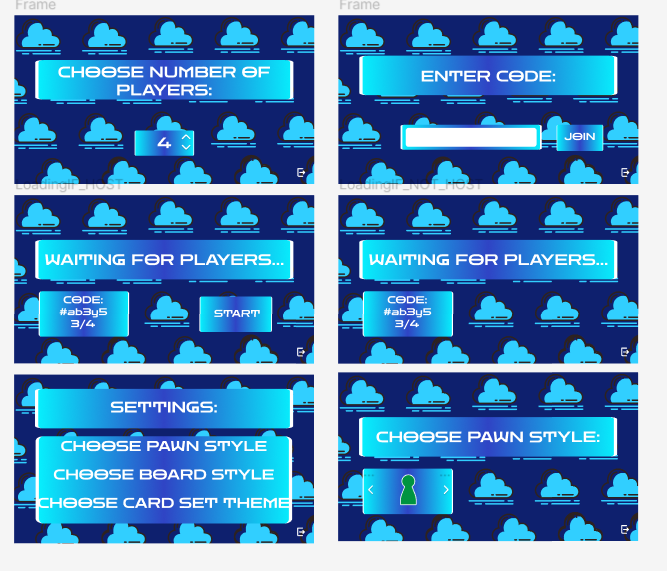 Frame
CHOOSE NUMBER OF
PLAYERS:
4
Frame
ENTER CODE:
JOIN
LoadingIP_HOST
WAITING FOR PLAYERS...
CODE:
#ab3y5
3/4
START
LoadingIP_NOT_HOST
WAITING FOR PLAYERS...
CODE:
#ab3y5
3/4
SETTINGS:
CHOOSE PAWN STYLE
CHOOSE BOARD STYLE
CHOOSE CARD SET THEME
CHOOSE PAWN STYLE: